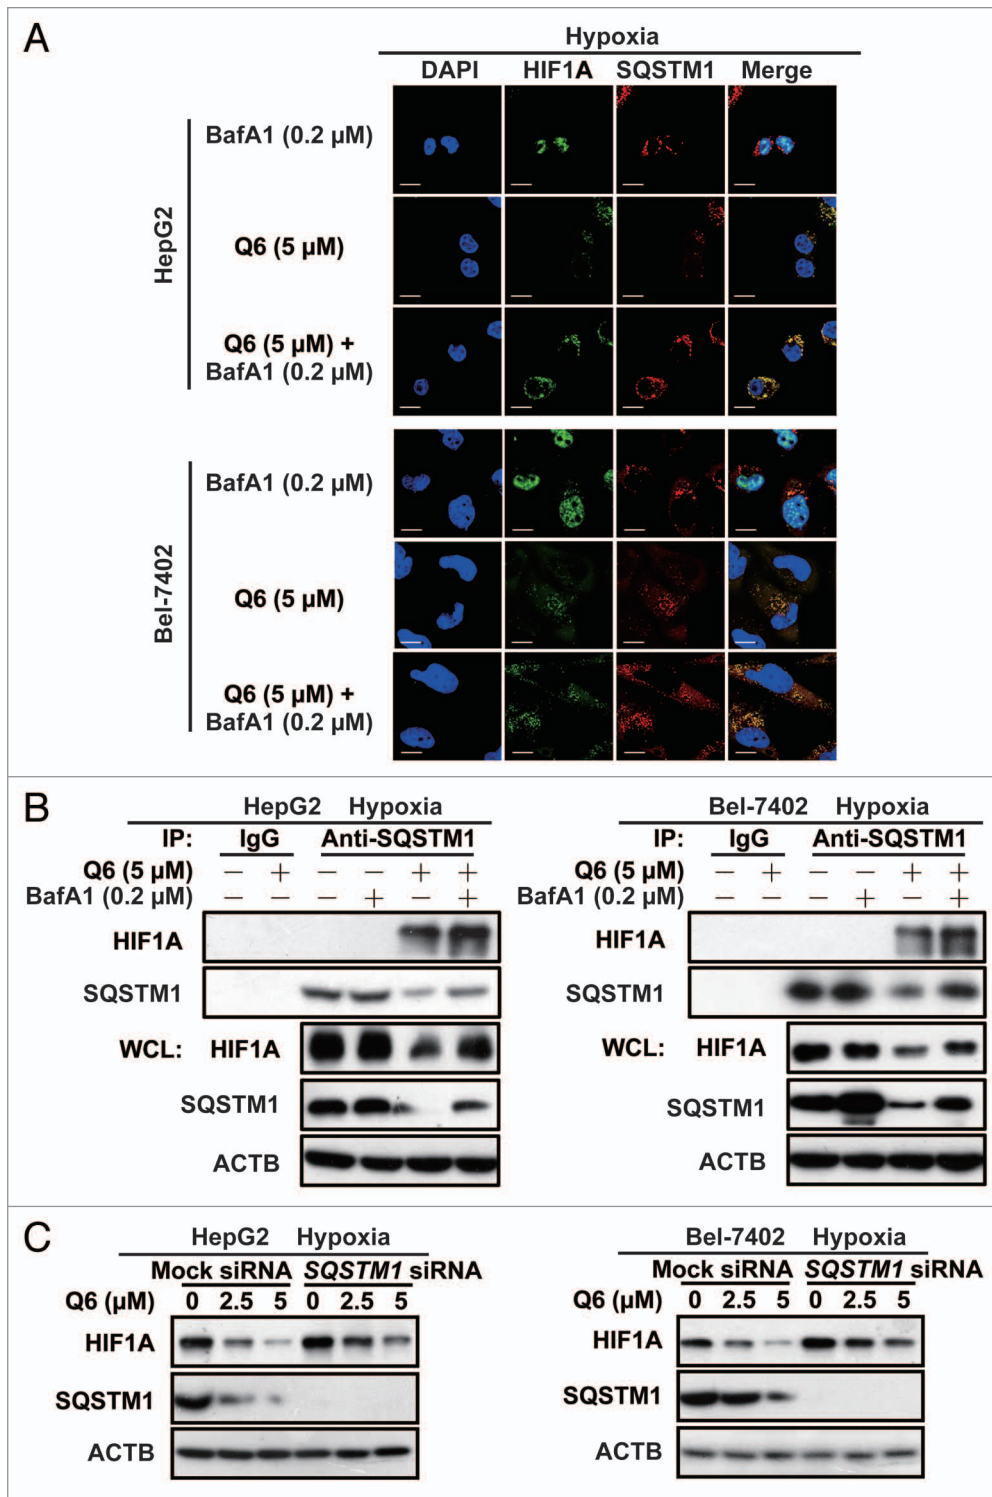 A
Hypoxia
DAPI HIF1A SQSTM1 Merge
HepG2
BafA1 (0.2 µM)
Q6 (5 µM)
Q6 (5 µM) +
BafA1 (0.2 µM)
Bel-7402
BafA1 (0.2 µM)
Q6 (5 µM)
Q6 (5 µM) +
BafA1 (0.2 µM)
B
HepG2 Hypoxia
IP: IgG Anti-SQSTM1
Q6 (5 µM) − + − − + +
BafA1 (0.2 µM) − − − + − +
HIF1A
SQSTM1
WCL: HIF1A
SQSTM1
ACTB
Bel-7402 Hypoxia
IP: IgG Anti-SQSTM1
Q6 (5 µM) − + − − + +
BafA1 (0.2 µM) − − − + − +
HIF1A
SQSTM1
WCL: HIF1A
SQSTM1
ACTB
C
HepG2 Hypoxia
Mock siRNA SQSTM1 siRNA
Q6 (µM) 0 2.5 5 0 2.5 5
HIF1A
SQSTM1
ACTB
Bel-7402 Hypoxia
Mock siRNA SQSTM1 siRNA
Q6 (µM) 0 2.5 5 0 2.5 5
HIF1A
SQSTM1
ACTB